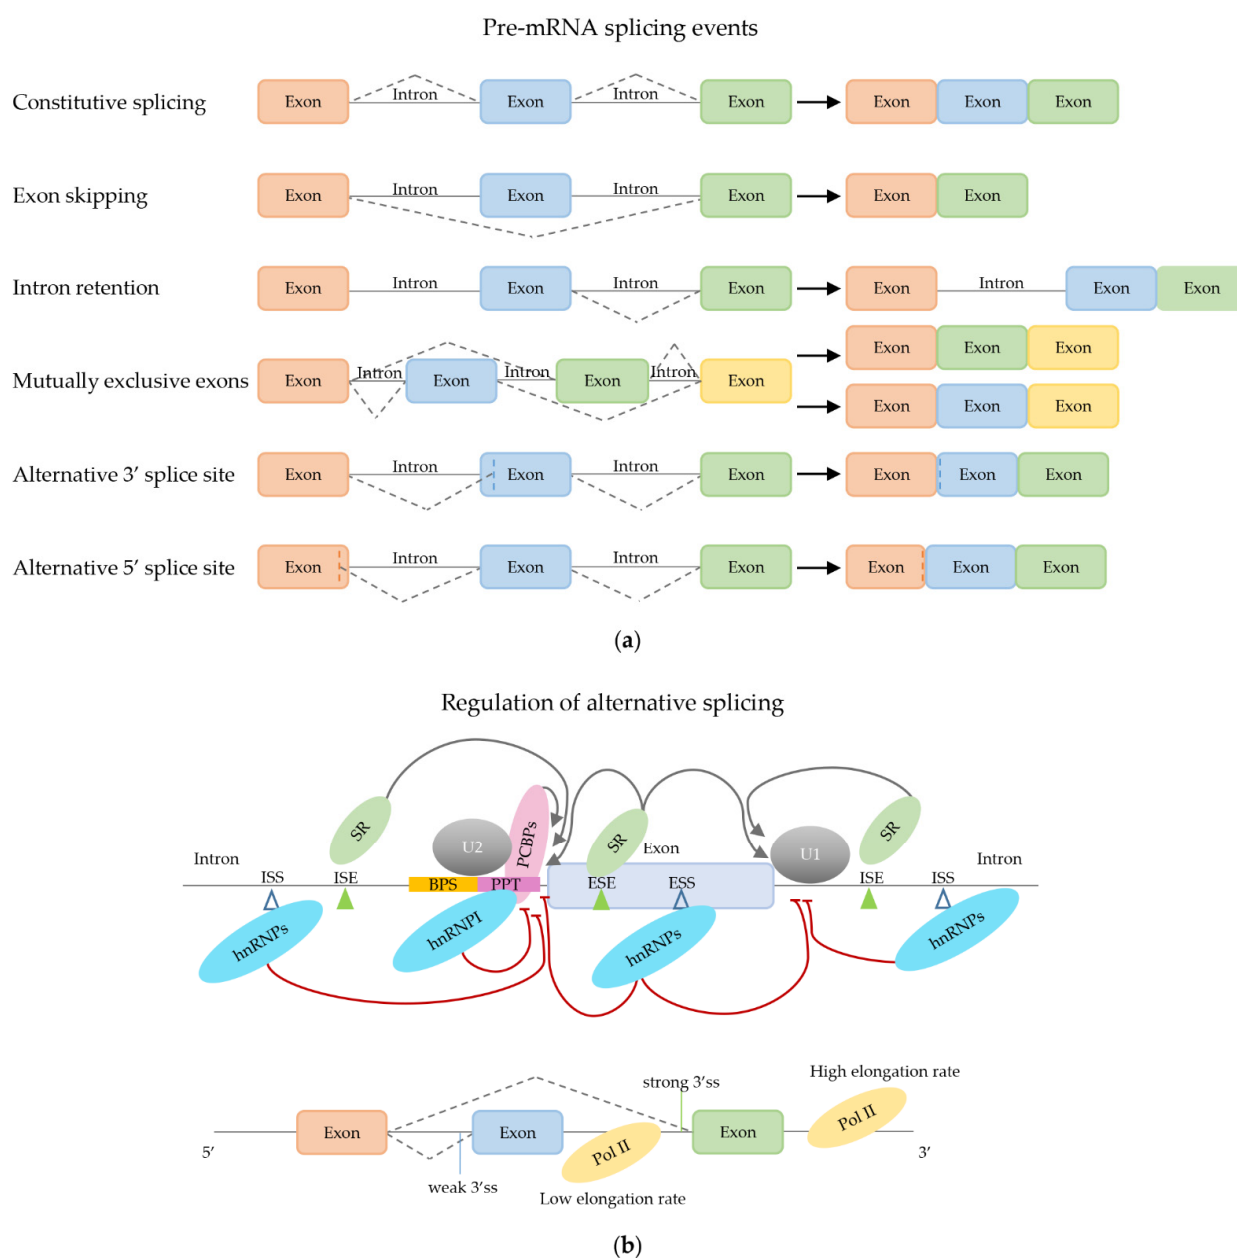 Pre-mRNA splicing events
Constitutive splicing
Exon Intron Exon Intron Exon Exon Exon Exon
Exon skipping
Exon Intron Exon Intron Exon Exon Exon
Intron retention
Exon Intron Exon Intron Exon Exon Intron Exon Exon
Mutually exclusive exons
Exon Intron Exon Intron Exon Intron Exon
Exon Exon Exon
Exon Exon Exon
Alternative 3’ splice site
Exon Intron Exon Intron Exon Exon Exon Exon
Alternative 5’ splice site
Exon Intron Exon Intron Exon Exon Exon Exon
(a)
Regulation of alternative splicing
SR
U2
PCBPs
SR
Exon
U1
SR
Intron
Intron
ISS
ISE
BPS
PPT
ESE
ESS
ISE
ISS
hnRNPs
hnRNPI
hnRNPs
hnRNPs
High elongation rate
strong 3’ss
Exon
Exon
Pol II
Exon
Pol II
5’
3’
weak 3’ss
Low elongation rate
(b)